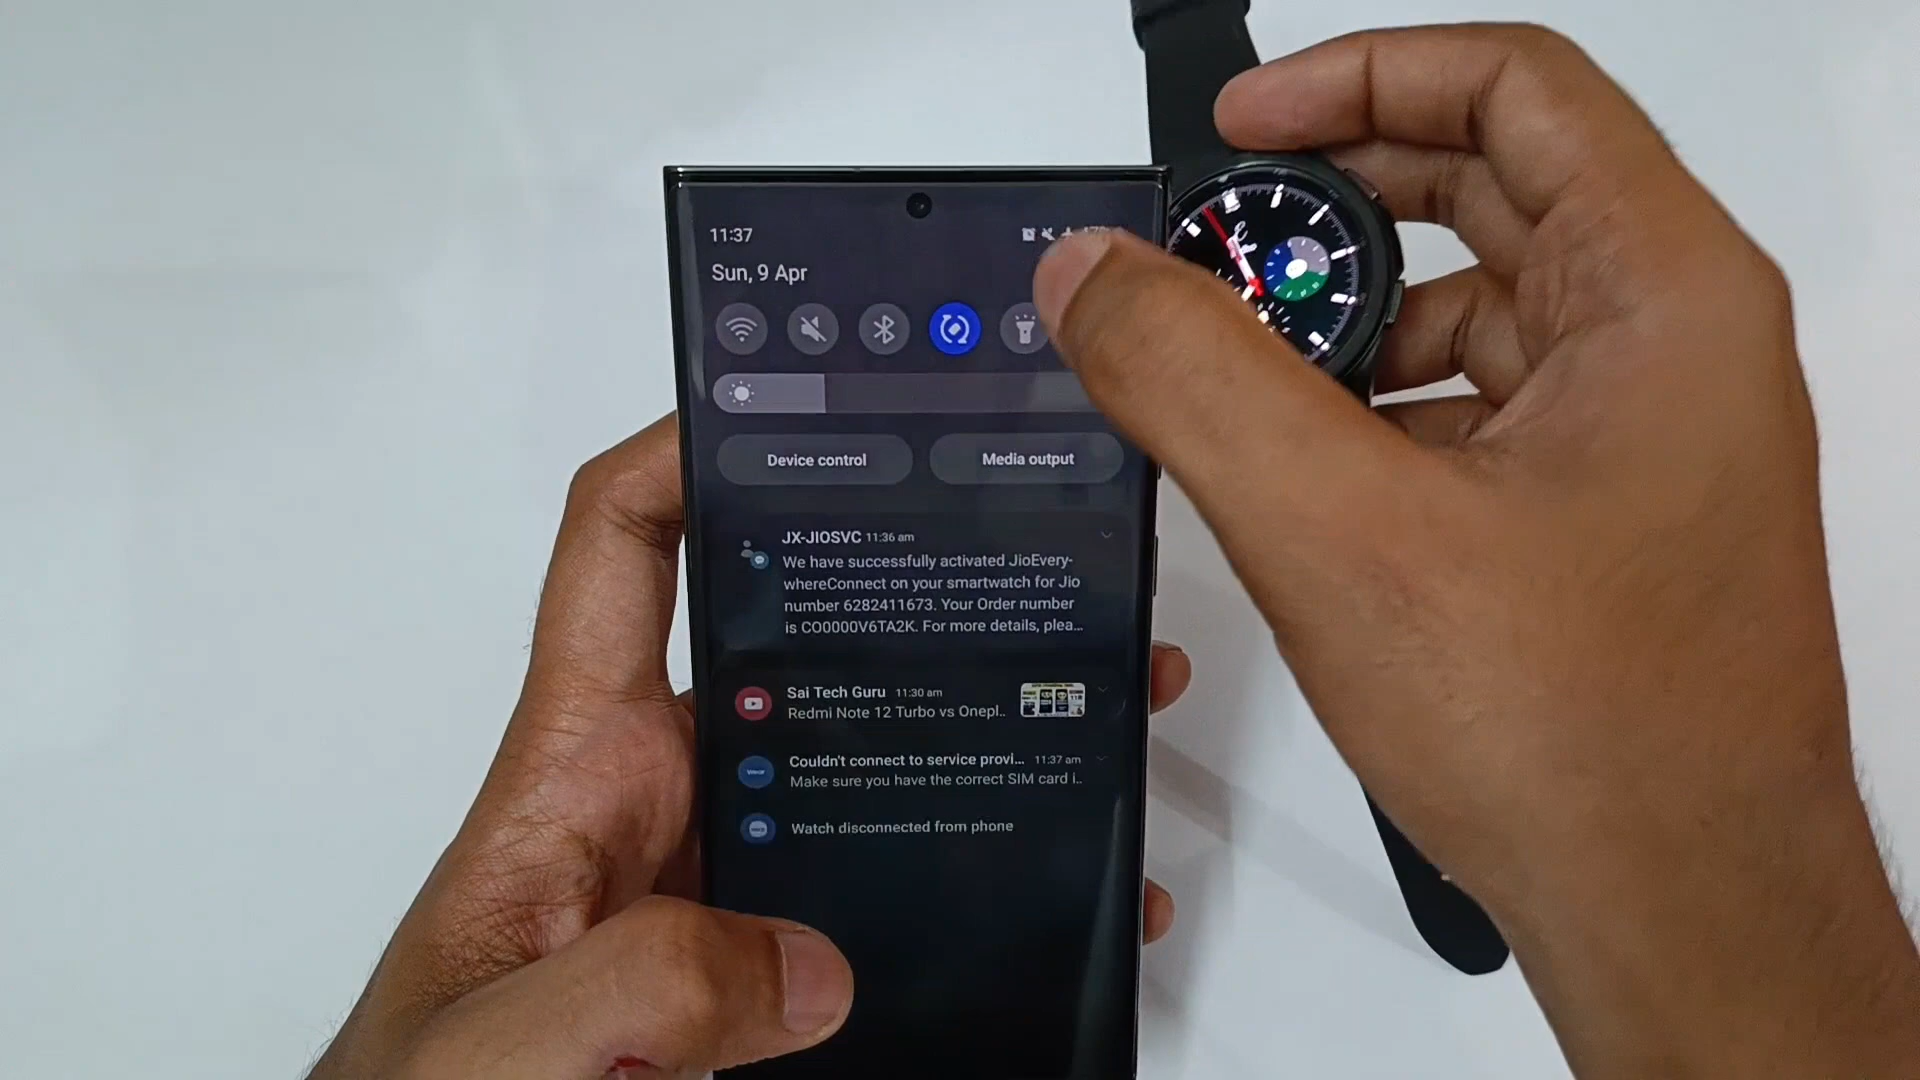 11:37
Sun, 9 Apr
Device control
Media output
JX-JIOSVC 11:36 am
We have successfully activated JioEvery-
whereConnect on your smartwatch for Jio
number 6282411673. Your Order number
is CO0000V6TA2K. For more details, plea...
Sai Tech Guru 11:30 am
Redmi Note 12 Turbo vs Onepl..
Couldn't connect to service provi... 11:37 am
Make sure you have the correct SIM card i..
Watch disconnected from phone